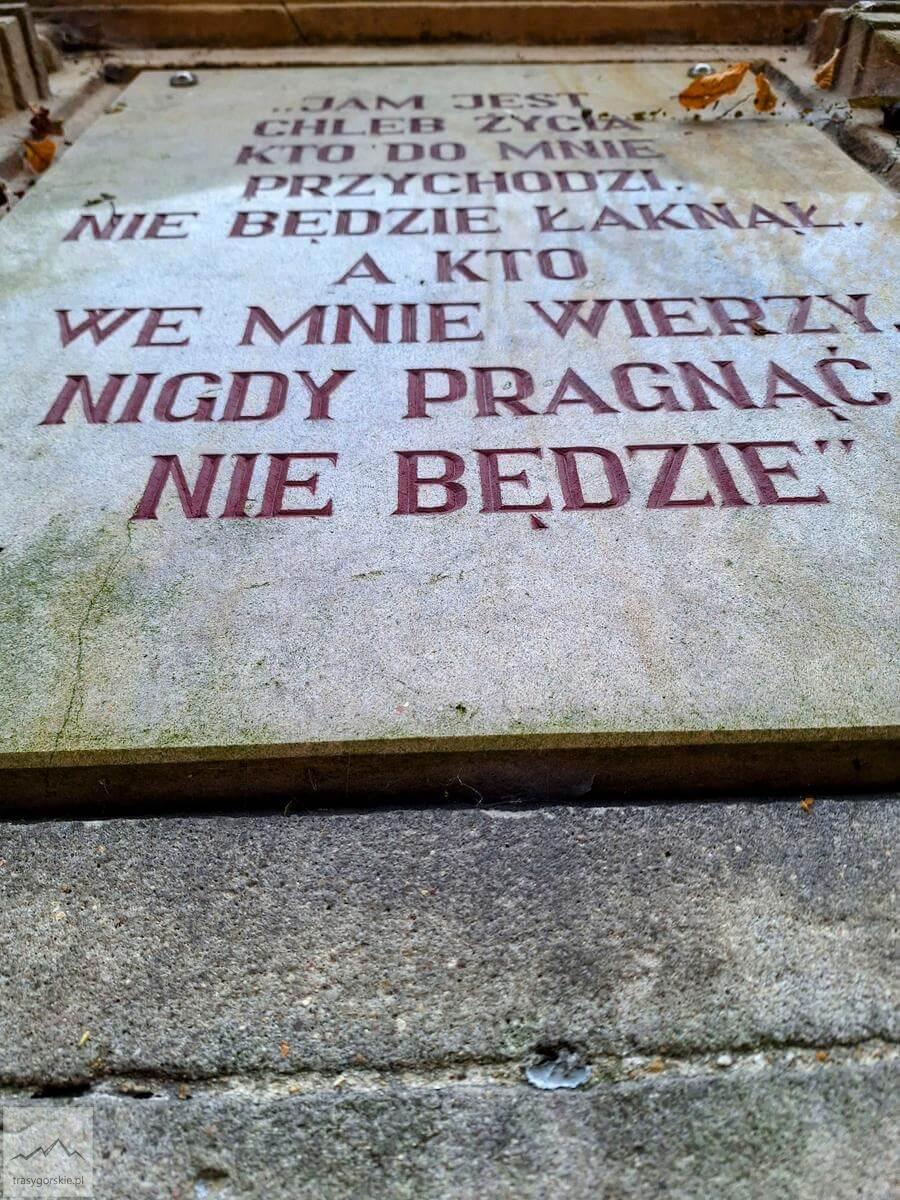 „JAM JEST
CHLEB ŻYCIA
KTO DO MNIE
PRZYCHODZI.
NIE BĘDZIE ŁAKNĄŁ.
A KTO
WE MNIE WIERZY,
NIGDY PRAGNĄĆ
NIE BĘDZIE"
trasygorskie.pl